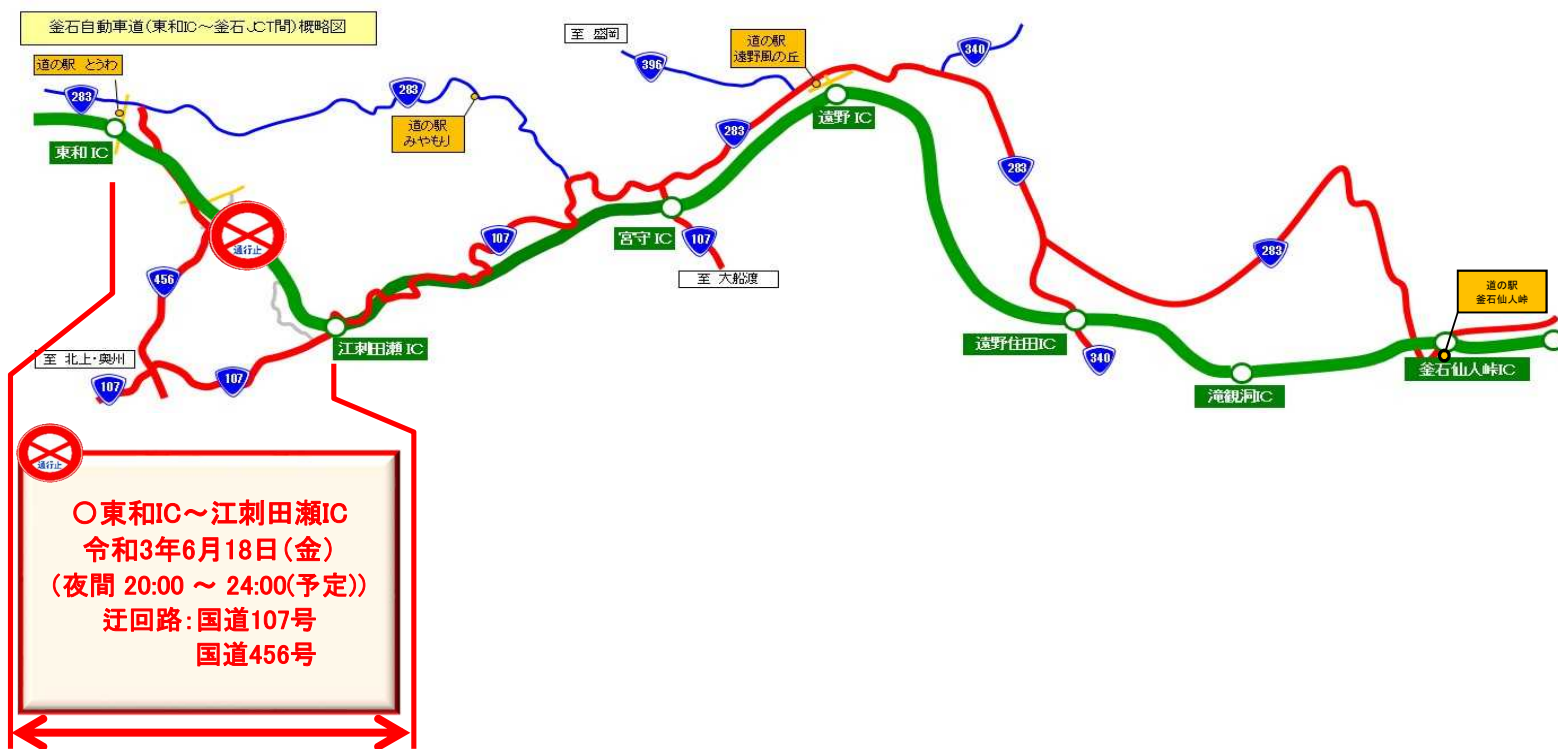 釜石自動車道(東和IC～釜石JCT間)概略図
道の駅 とうわ
283
東和 IC
283
道の駅
みやもり
至 盛岡
396
道の駅
遠野風の丘
340
遠野 IC
283
283
通行止
456
107
宮守 IC
107
至 大船渡
283
道の駅
釜石仙人峠
至 北上・奥州
107
107
江刺田瀬 IC
遠野住田IC
340
滝観洞IC
釜石仙人峠IC
通行止
○東和IC～江刺田瀬IC
令和3年6月18日(金)
(夜間 20:00 ～ 24:00(予定))
迂回路:国道107号
国道456号